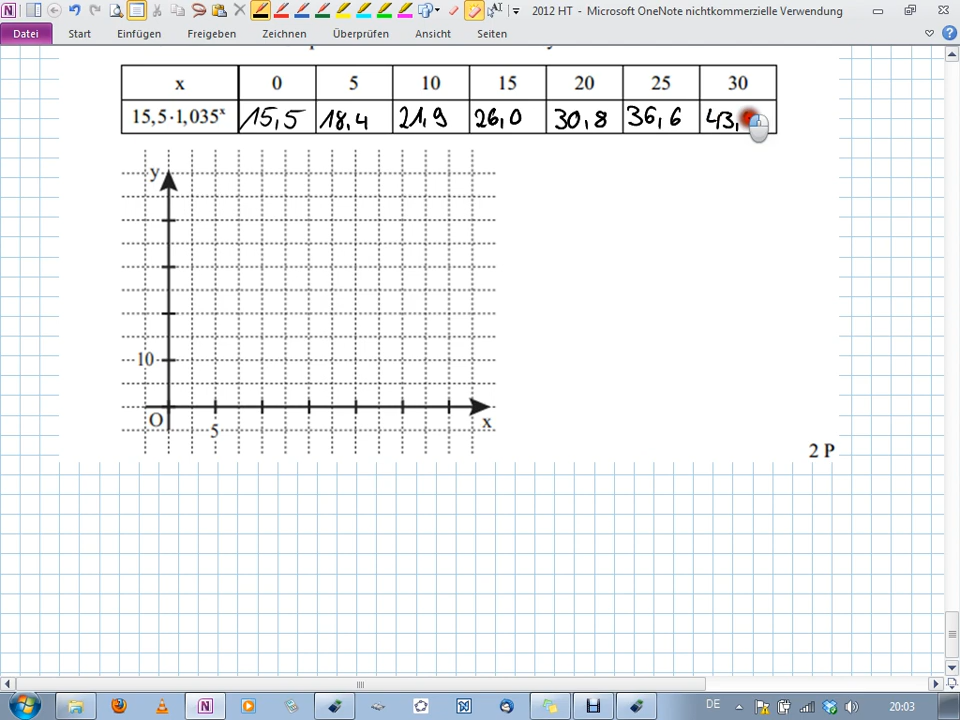 2012 HT - Microsoft OneNote nichtkommerzielle Verwendung
Datei Start Einfügen Freigeben Zeichnen Überprüfen Ansicht Seiten
x 0 5 10 15 20 25 30
15,5·1,035ˣ 15,5 18,4 21,9 26,0 30,8 36,6 43,
y
10
O 5 x
2 P
DE 20:03